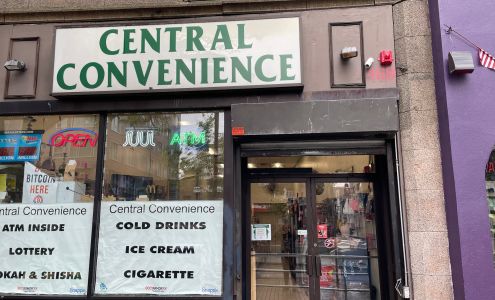 CENTRAL
CONVENIENCE
OPEN
JUUL
ATM
BITCOIN
HERE
Central Convenience
ATM INSIDE
LOTTERY
OKAH & SHISHA
Central Convenience
COLD DRINKS
ICE CREAM
CIGARETTE